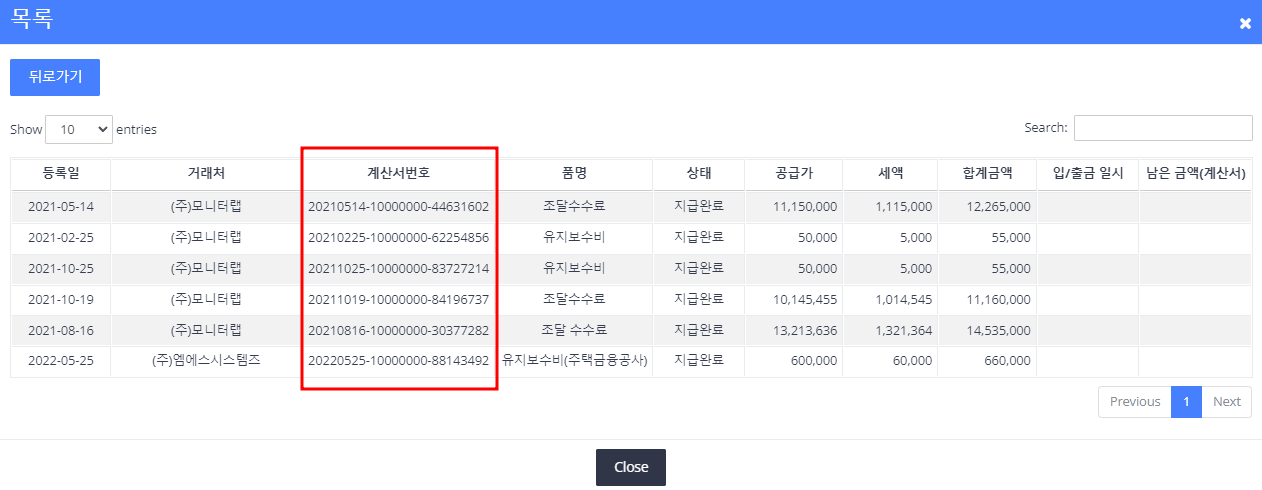 목록
뒤로가기
Show 10 entries Search:
등록일 거래처 계산서번호 품명 상태 공급가 세액 합계금액 입/출금 일시 남은 금액(계산서)
2021-05-14 (주)모니터랩 20210514-10000000-44631602 조달수수료 지급완료 11,150,000 1,115,000 12,265,000
2021-02-25 (주)모니터랩 20210225-10000000-62254856 유지보수비 지급완료 50,000 5,000 55,000
2021-10-25 (주)모니터랩 20211025-10000000-83727214 유지보수비 지급완료 50,000 5,000 55,000
2021-10-19 (주)모니터랩 20211019-10000000-84196737 조달수수료 지급완료 10,145,455 1,014,545 11,160,000
2021-08-16 (주)모니터랩 20210816-10000000-30377282 조달 수수료 지급완료 13,213,636 1,321,364 14,535,000
2022-05-25 (주)엠에스시스템즈 20220525-10000000-88143492 유지보수비(주택금융공사) 지급완료 600,000 60,000 660,000
Previous 1 Next
Close